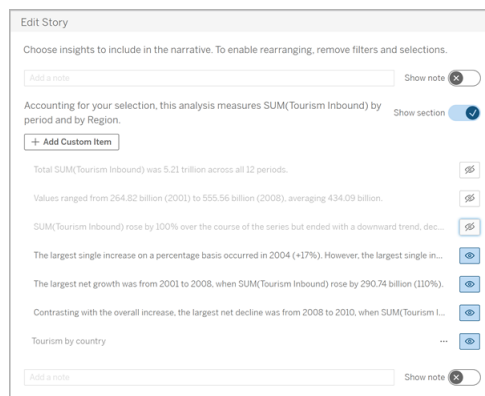 Edit Story
Choose insights to include in the narrative. To enable rearranging, remove filters and selections.
Add a note
Show note
Accounting for your selection, this analysis measures SUM(Tourism Inbound) by
period and by Region.
Show section
+ Add Custom Item
Total SUM(Tourism Inbound) was 5.21 trillion across all 12 periods.
Values ranged from 264.82 billion (2001) to 555.56 billion (2008), averaging 434.09 billion.
SUM(Tourism Inbound) rose by 100% over the course of the series but ended with a downward trend, dec...
The largest single increase on a percentage basis occurred in 2004 (+17%). However, the largest single in...
The largest net growth was from 2001 to 2008, when SUM(Tourism Inbound) rose by 290.74 billion (110%).
Contrasting with the overall increase, the largest net decline was from 2008 to 2010, when SUM(Tourism I...
Tourism by country
...
Add a note
Show note